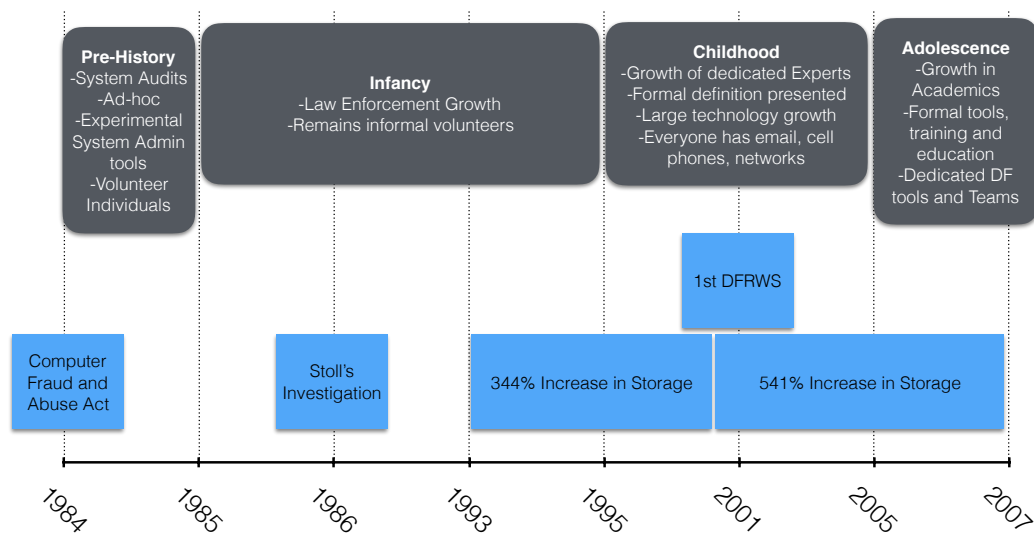 Pre-History
-System Audits
-Ad-hoc
-Experimental
System Admin
tools
-Volunteer
Individuals
Infancy
-Law Enforcement Growth
-Remains informal volunteers
Childhood
-Growth of dedicated Experts
-Formal definition presented
-Large technology growth
-Everyone has email, cell
phones, networks
Adolescence
-Growth in
Academics
-Formal tools,
training and
education
-Dedicated DF
tools and Teams
1st DFRWS
Computer
Fraud and
Abuse Act
Stoll's
Investigation
344% Increase in Storage
541% Increase in Storage
1984
1985
1986
1993
1995
2001
2005
2007